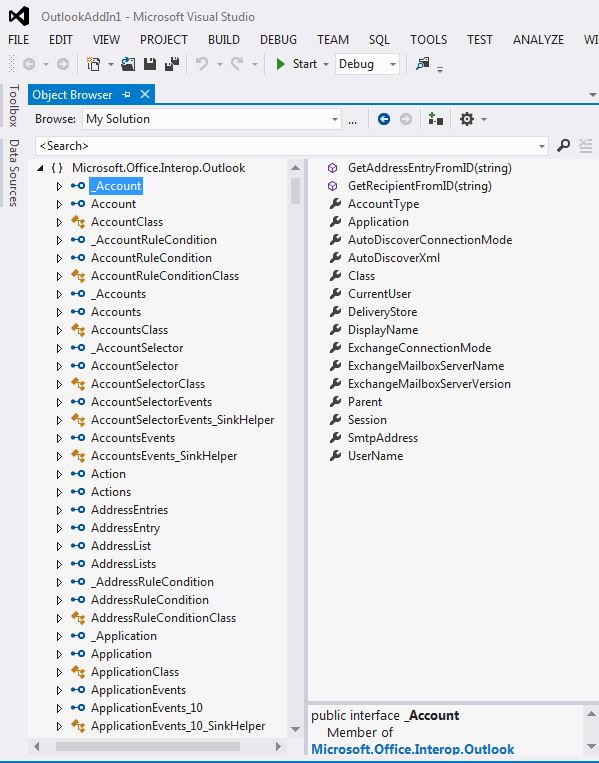 OutlookAddIn1 - Microsoft Visual Studio
FILE EDIT VIEW PROJECT BUILD DEBUG TEAM SQL TOOLS TEST ANALYZE WI
Start Debug
Toolbox
Data Sources
Object Browser
Browse: My Solution ...
<Search>
{ } Microsoft.Office.Interop.Outlook
_Account
Account
AccountClass
_AccountRuleCondition
AccountRuleCondition
AccountRuleConditionClass
_Accounts
Accounts
AccountsClass
_AccountSelector
AccountSelector
AccountSelectorClass
AccountSelectorEvents
AccountSelectorEvents_SinkHelper
AccountsEvents
AccountsEvents_SinkHelper
Action
Actions
AddressEntries
AddressEntry
AddressList
AddressLists
_AddressRuleCondition
AddressRuleCondition
AddressRuleConditionClass
_Application
Application
ApplicationClass
ApplicationEvents
ApplicationEvents_10
ApplicationEvents_10_SinkHelper
GetAddressEntryFromID(string)
GetRecipientFromID(string)
AccountType
Application
AutoDiscoverConnectionMode
AutoDiscoverXml
Class
CurrentUser
DeliveryStore
DisplayName
ExchangeConnectionMode
ExchangeMailboxServerName
ExchangeMailboxServerVersion
Parent
Session
SmtpAddress
UserName
public interface _Account
Member of
Microsoft.Office.Interop.Outlook